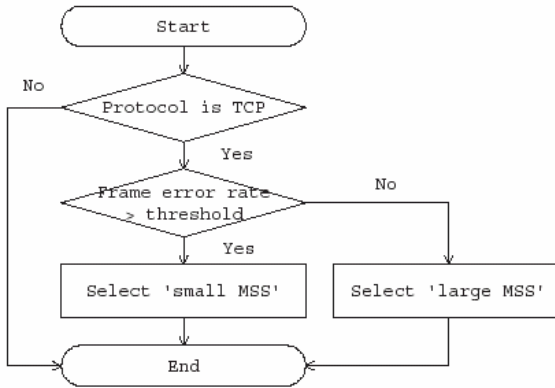 Start
No
Protocol is TCP
Yes
Frame error rate
> threshold
No
Yes
Select 'small MSS'
Select 'large MSS'
End